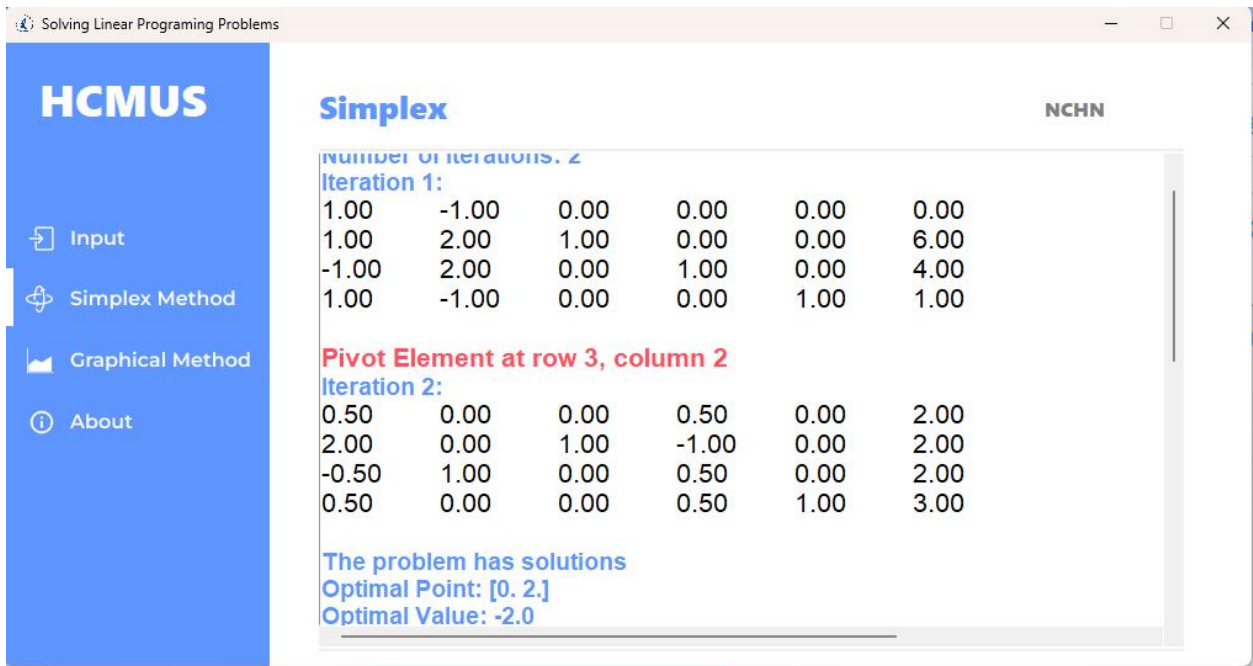 Solving Linear Programing Problems
HCMUS
Input
Simplex Method
Graphical Method
About
Simplex
NCHN
Number of iterations: 2
Iteration 1:
1.00 -1.00 0.00 0.00 0.00 0.00
1.00 2.00 1.00 0.00 0.00 6.00
-1.00 2.00 0.00 1.00 0.00 4.00
1.00 -1.00 0.00 0.00 1.00 1.00
Pivot Element at row 3, column 2
Iteration 2:
0.50 0.00 0.00 0.50 0.00 2.00
2.00 0.00 1.00 -1.00 0.00 2.00
-0.50 1.00 0.00 0.50 0.00 2.00
0.50 0.00 0.00 0.50 1.00 3.00
The problem has solutions
Optimal Point: [0. 2.]
Optimal Value: -2.0